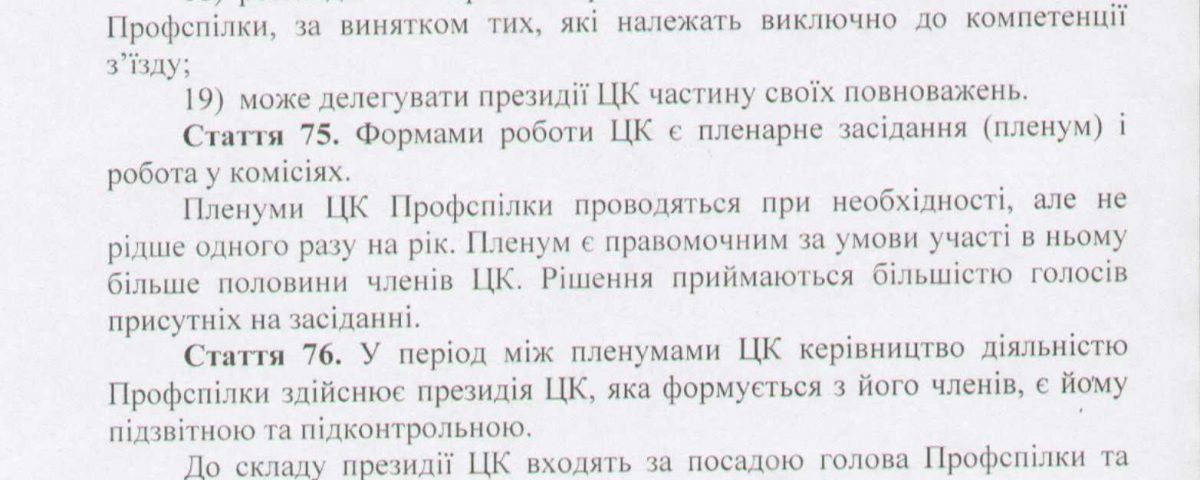 Профспілки, за винятком тих, які належать виключно до компетенції
з’їзду;
19) може делегувати президії ЦК частину своїх повноважень.
Стаття 75. Формами роботи ЦК є пленарне засідання (пленум) і
робота у комісіях.
Пленуми ЦК Профспілки проводяться при необхідності, але не
рідше одного разу на рік. Пленум є правомочним за умови участі в ньому
більше половини членів ЦК. Рішення приймаються більшістю голосів
присутніх на засіданні.
Стаття 76. У період між пленумами ЦК керівництво діяльністю
Профспілки здійснює президія ЦК, яка формується з його членів, є йому
підзвітною та підконтрольною.
До складу президії ЦК входять за посадою голова Профспілки та